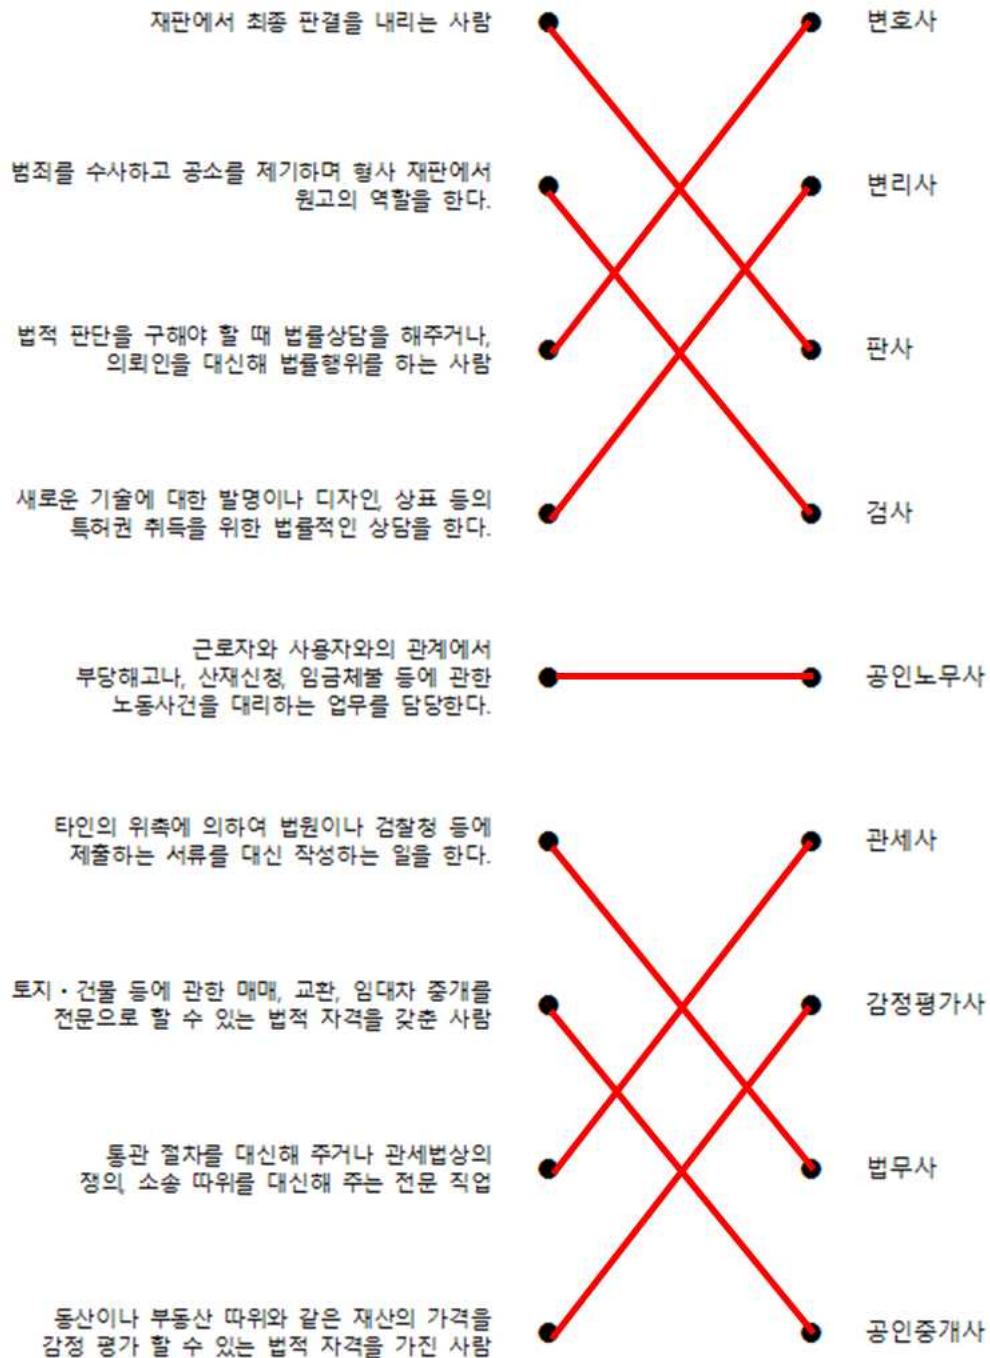 재판에서 최종 판결을 내리는 사람
변호사
범죄를 수사하고 공소를 제기하며 형사 재판에서
원고의 역할을 한다.
변리사
법적 판단을 구해야 할 때 법률상담을 해주거나,
의뢰인을 대신해 법률행위를 하는 사람
판사
새로운 기술에 대한 발명이나 디자인, 상표 등의
특허권 취득을 위한 법률적인 상담을 한다.
검사
근로자와 사용자와의 관계에서
부당해고나, 산재신청, 임금체불 등에 관한
노동사건을 대리하는 업무를 담당한다.
공인노무사
타인의 위촉에 의하여 법원이나 검찰청 등에
제출하는 서류를 대신 작성하는 일을 한다.
관세사
토지・건물 등에 관한 매매, 교환, 임대차 중개를
전문으로 할 수 있는 법적 자격을 갖춘 사람
감정평가사
통관 절차를 대신해 주거나 관세법상의
쟁의, 소송 따위를 대신해 주는 전문 직업
법무사
동산이나 부동산 따위와 같은 재산의 가격을
감정 평가 할 수 있는 법적 자격을 가진 사람
공인중개사